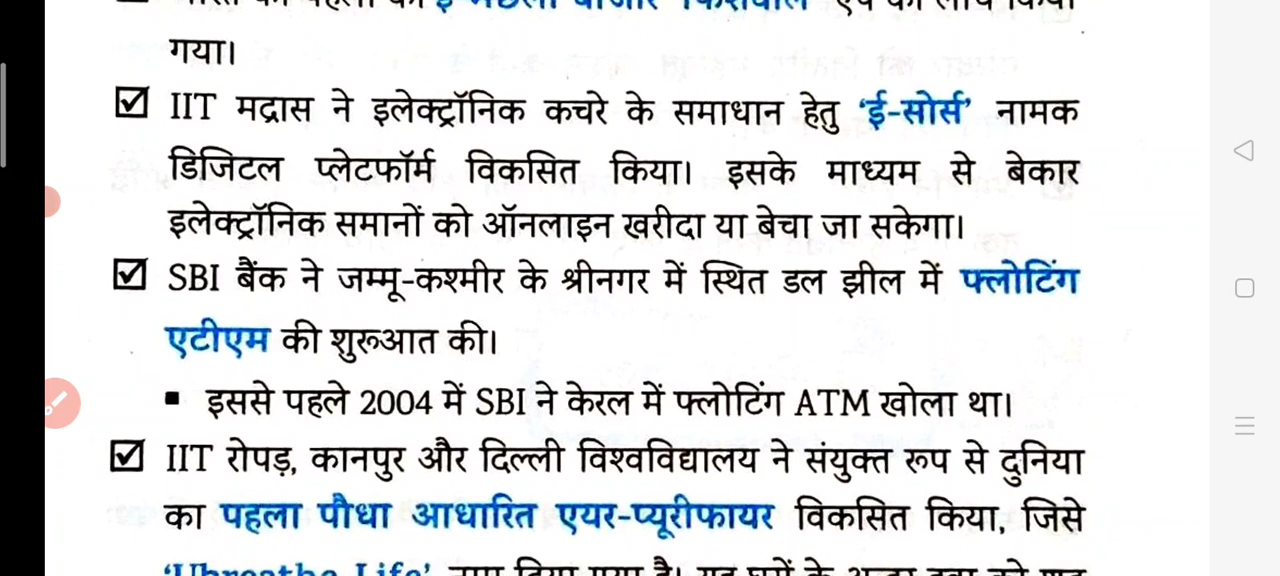 गया।
☑ IIT मद्रास ने इलेक्ट्रॉनिक कचरे के समाधान हेतु ‘ई-सोर्स’ नामक
डिजिटल प्लेटफॉर्म विकसित किया। इसके माध्यम से बेकार
इलेक्ट्रॉनिक समानों को ऑनलाइन खरीदा या बेचा जा सकेगा।
☑ SBI बैंक ने जम्मू-कश्मीर के श्रीनगर में स्थित डल झील में फ्लोटिंग
एटीएम की शुरूआत की।
▪ इससे पहले 2004 में SBI ने केरल में फ्लोटिंग ATM खोला था।
☑ IIT रोपड़, कानपुर और दिल्ली विश्वविद्यालय ने संयुक्त रूप से दुनिया
का पहला पौधा आधारित एयर-प्यूरीफायर विकसित किया, जिसे
‘Ubreathe Life’